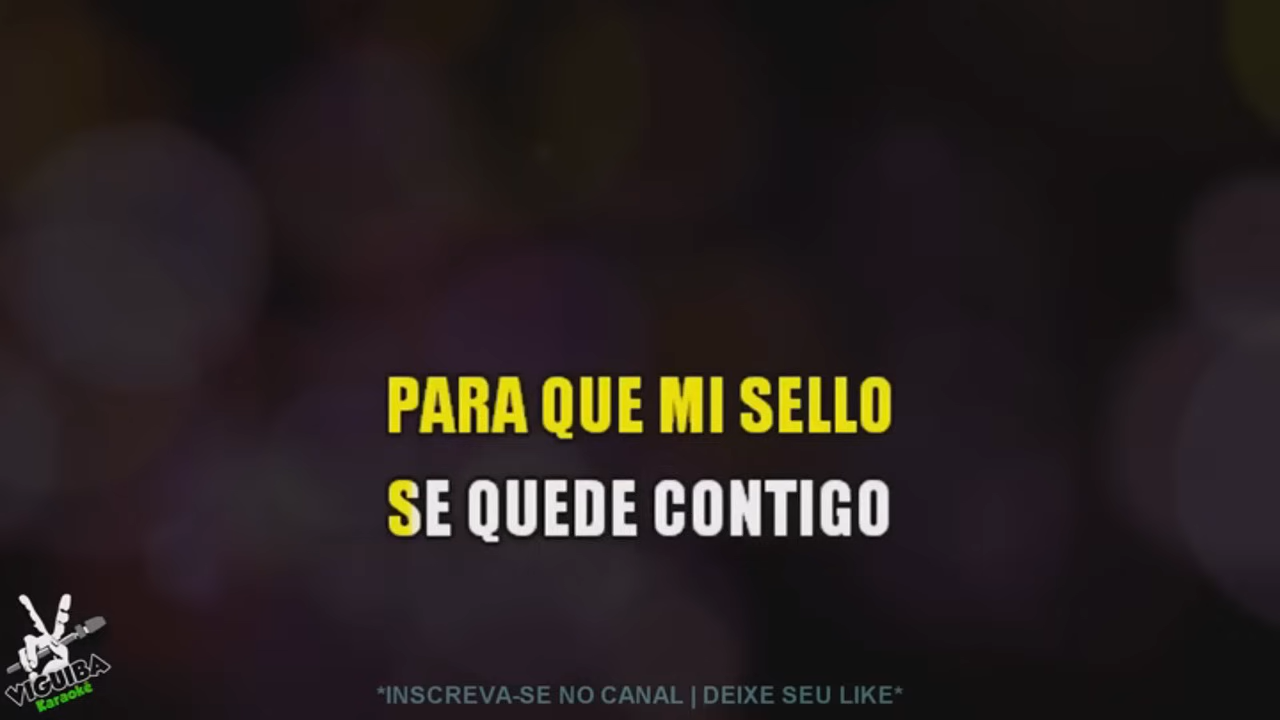 PARA QUE MI SELLO
SE QUEDE CONTIGO
VIGUIBA
Karaokê
*INSCREVA-SE NO CANAL | DEIXE SEU LIKE*